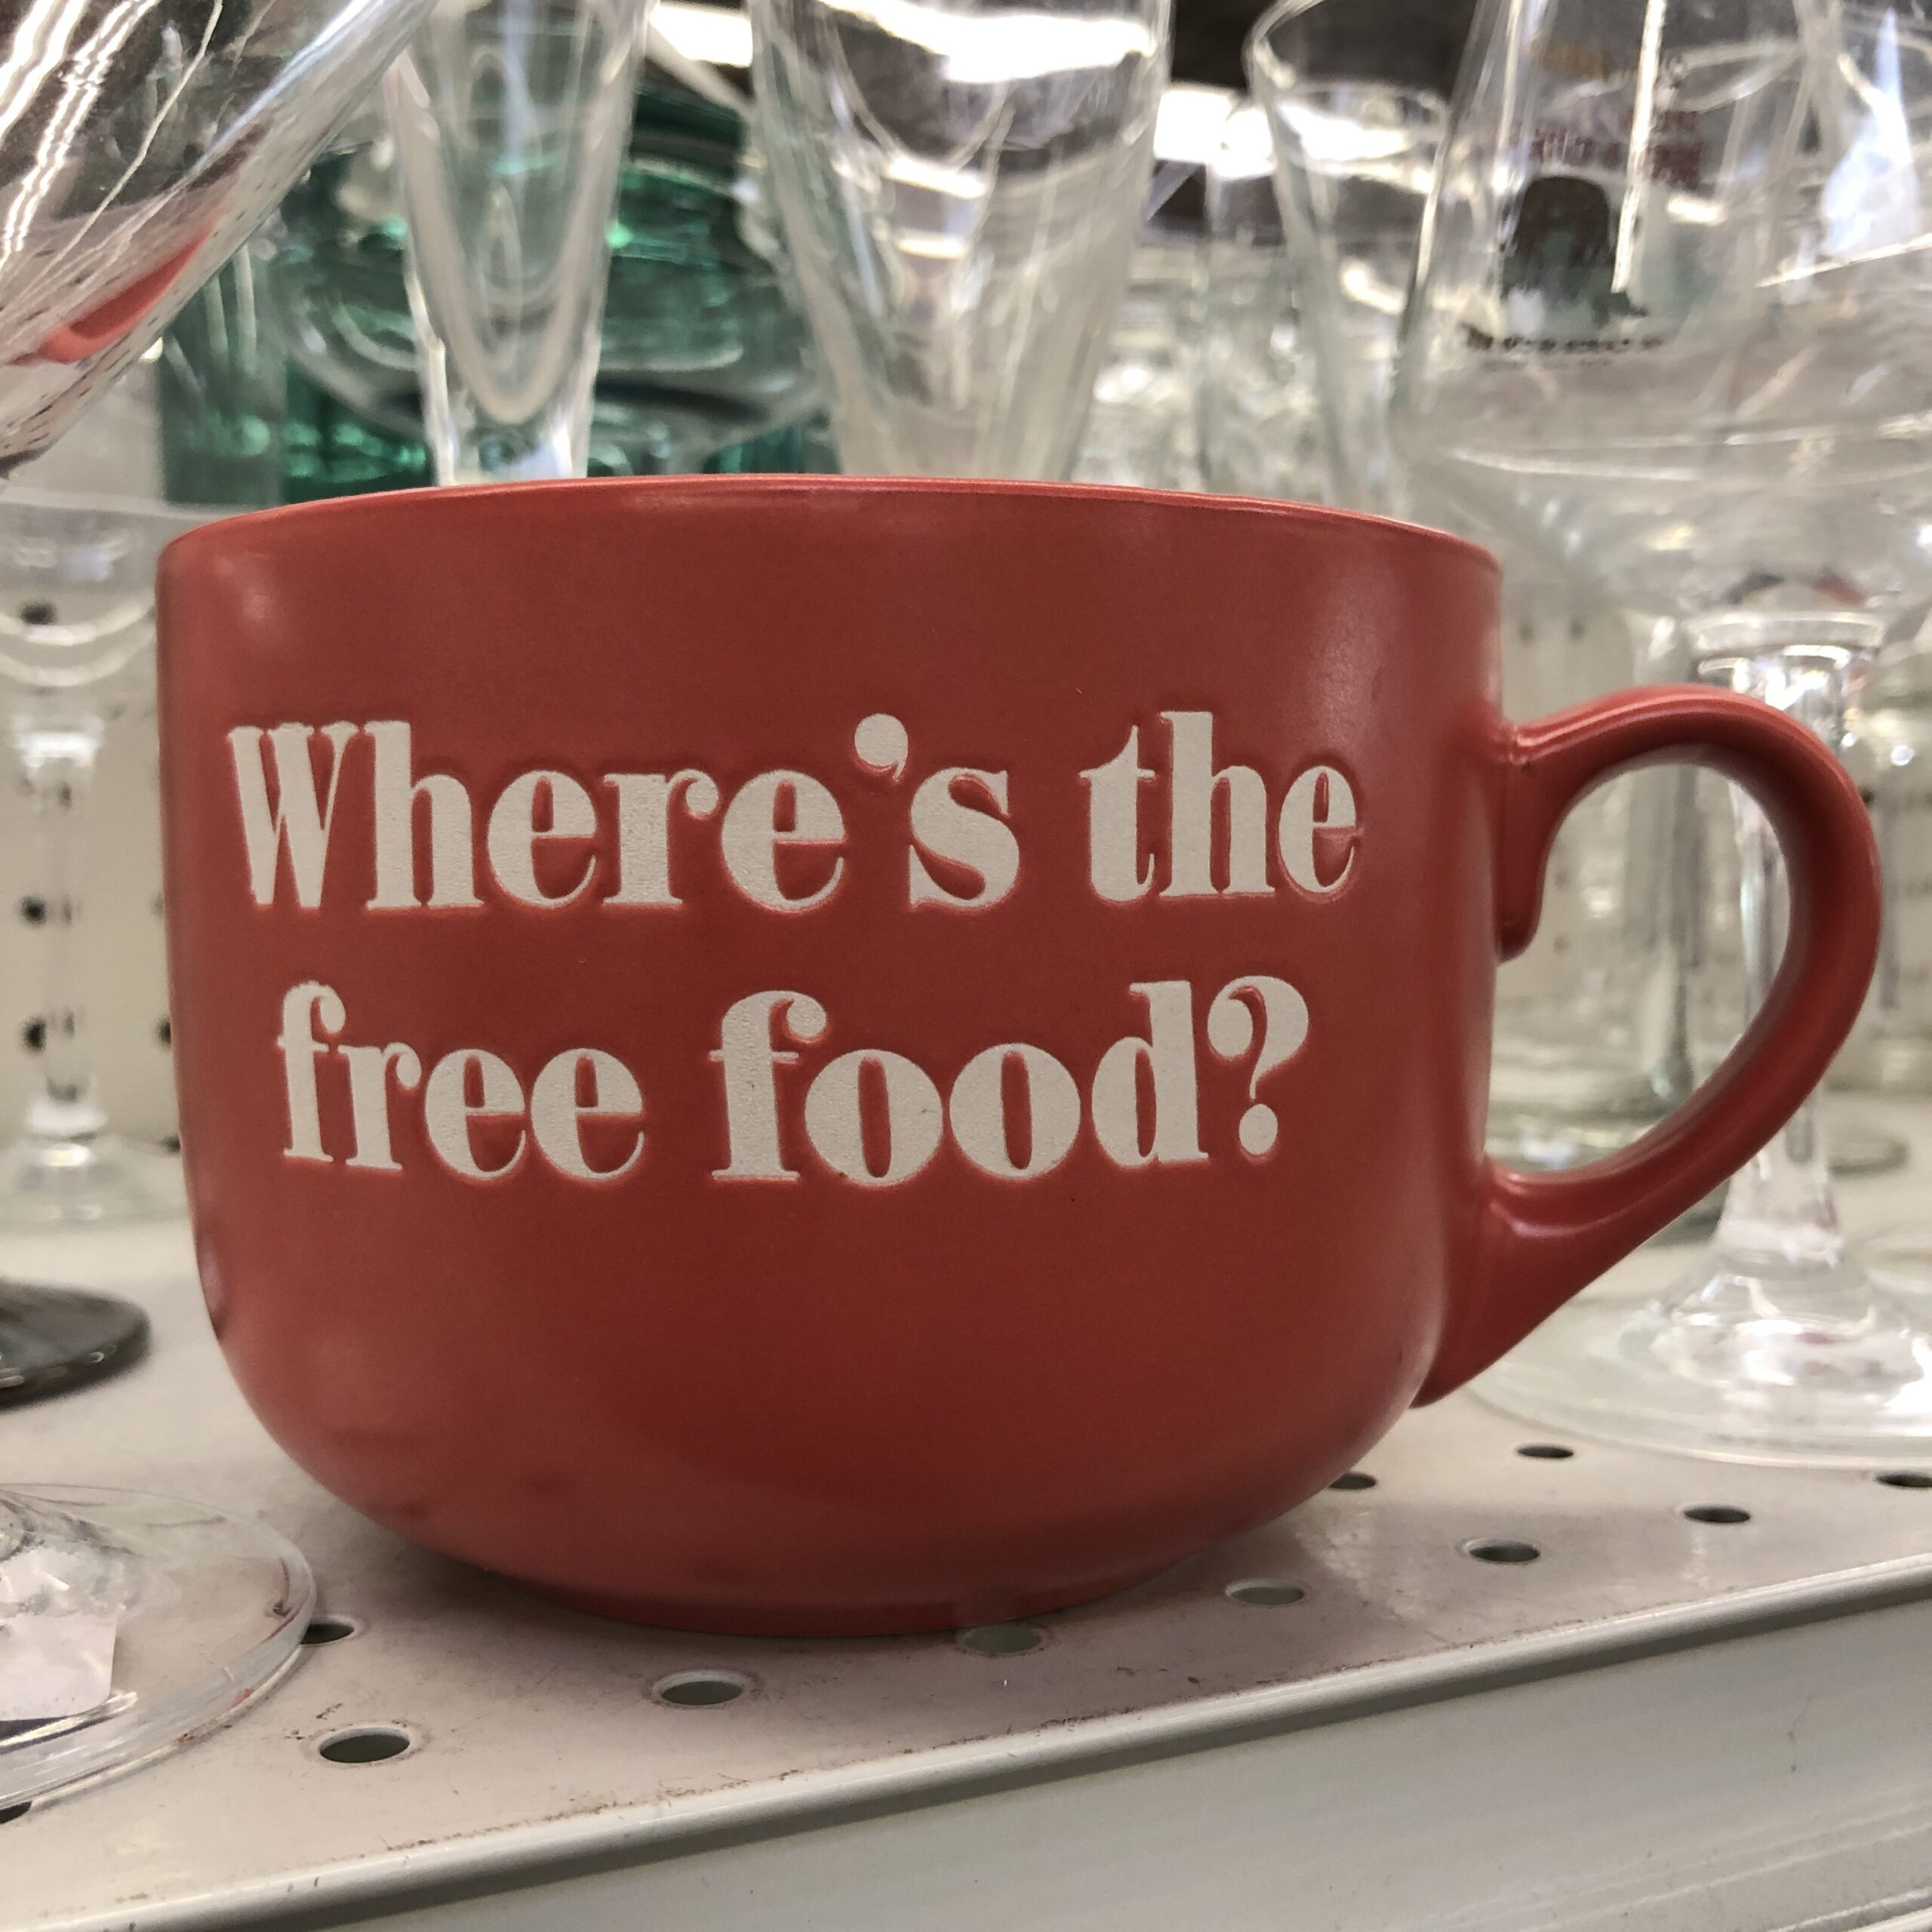 Where's the
free food?